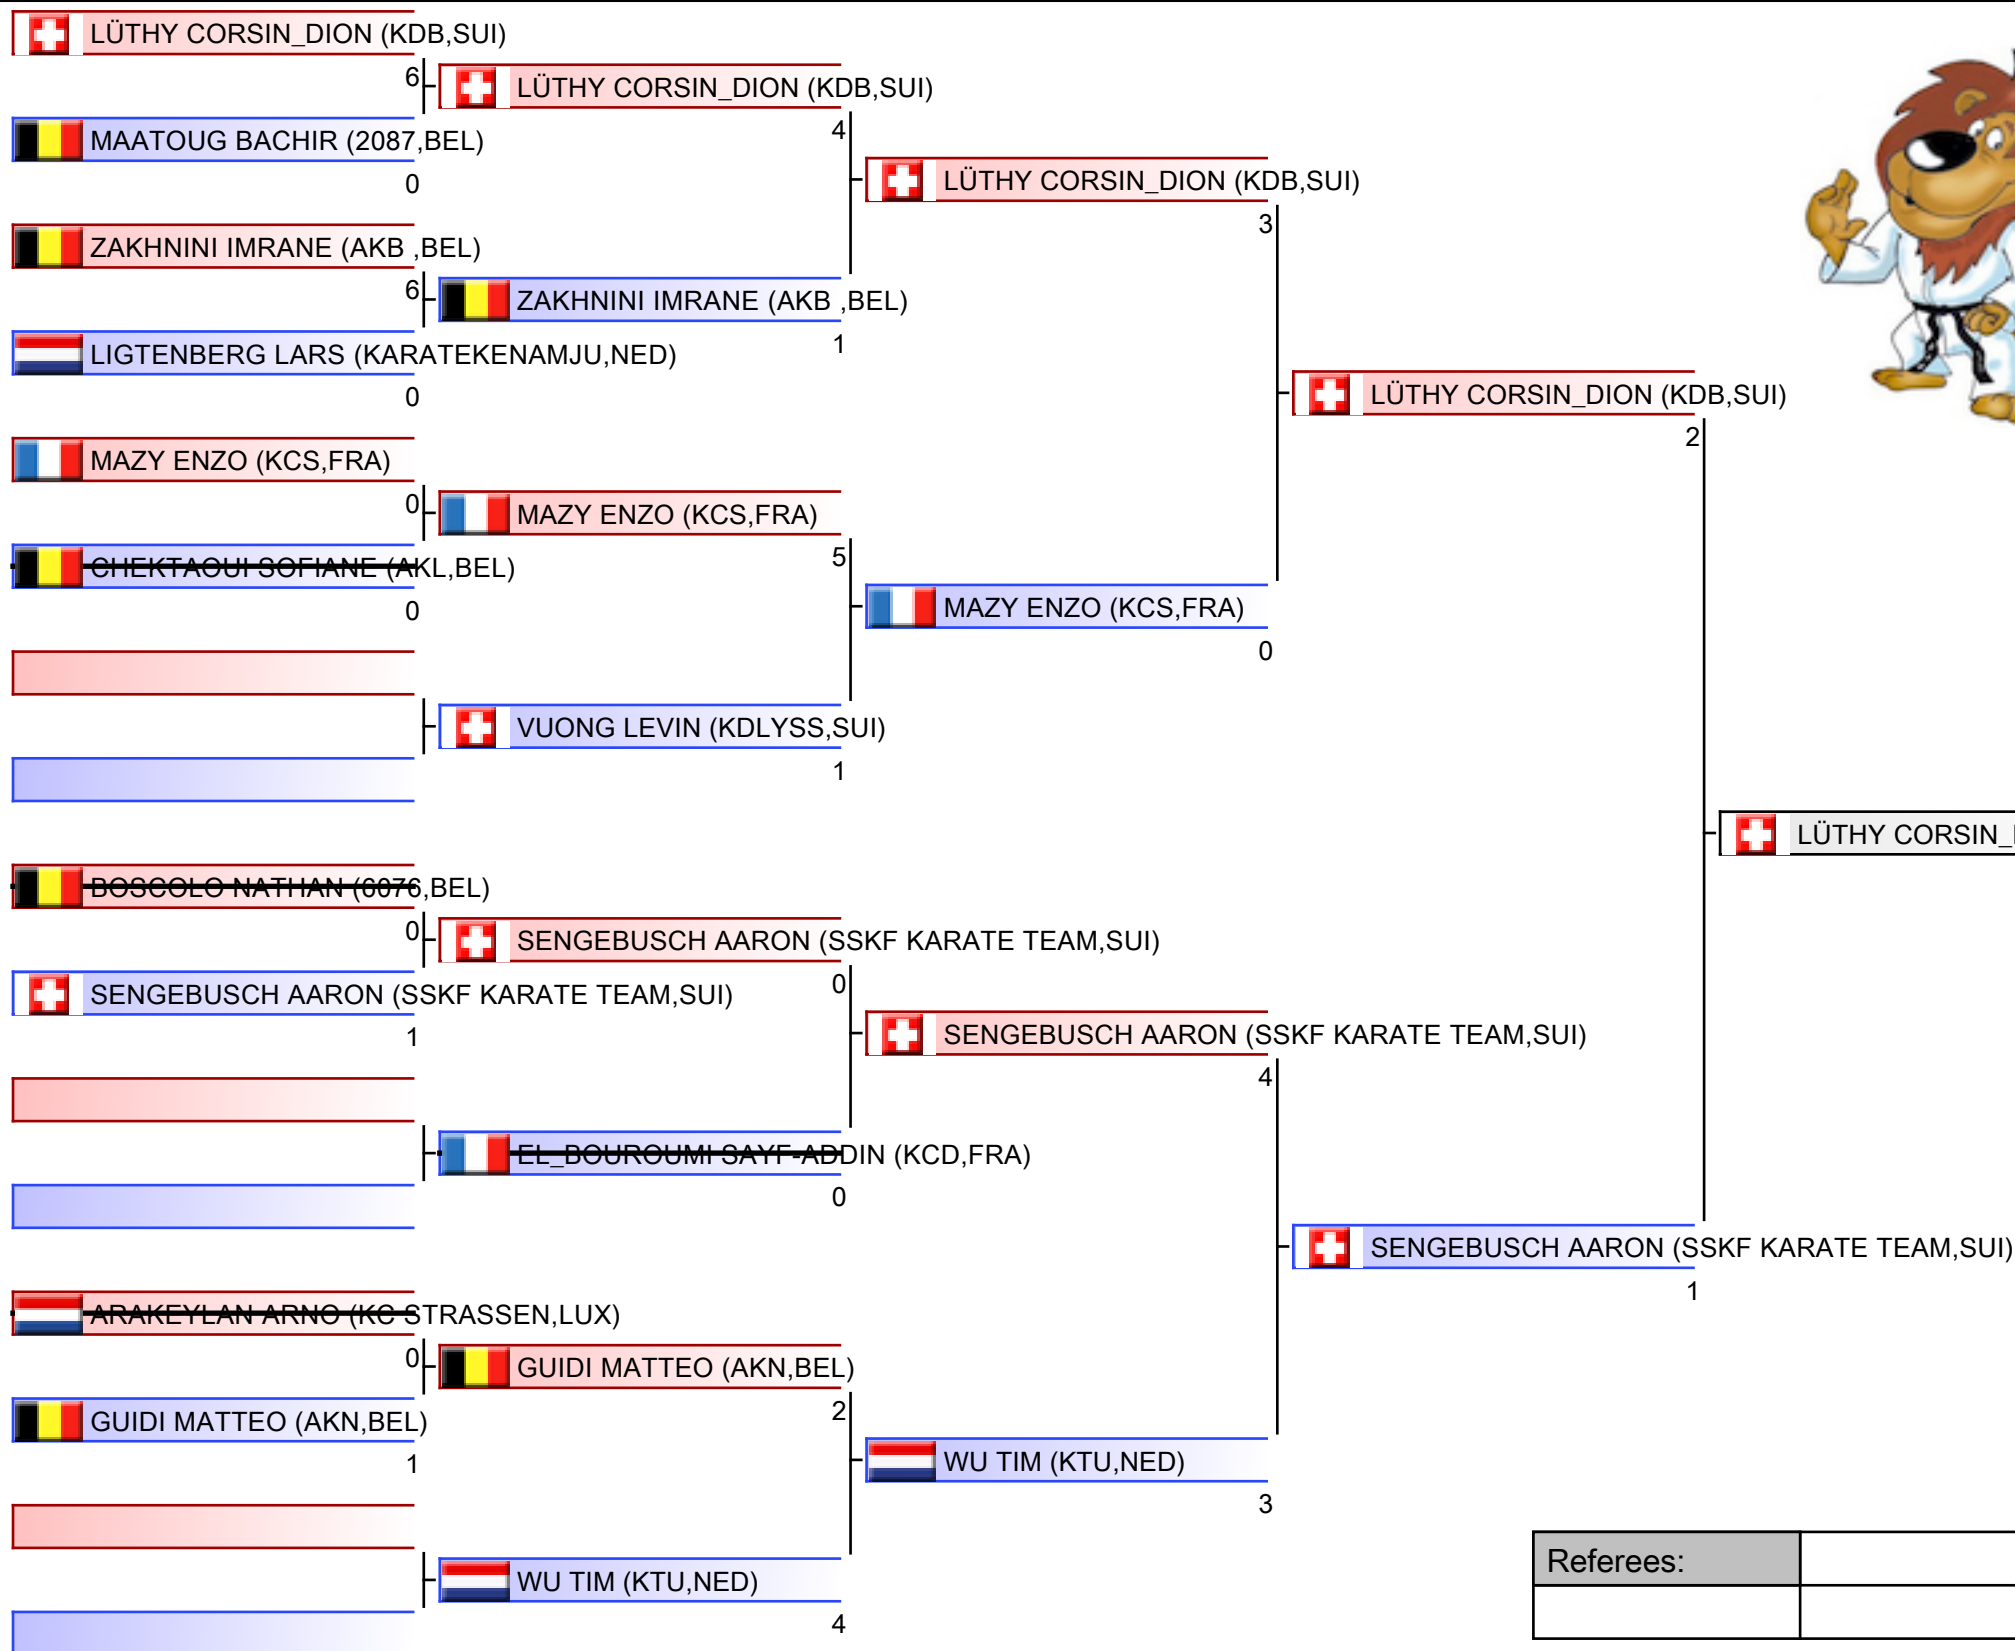 LÜTHY CORSIN_DION (KDB,SUI)
6
LÜTHY CORSIN_DION (KDB,SUI)
4
MAATOUG BACHIR (2087,BEL)
0
LÜTHY CORSIN_DION (KDB,SUI)
3
ZAKHNINI IMRANE (AKB ,BEL)
6
ZAKHNINI IMRANE (AKB ,BEL)
1
LIGTENBERG LARS (KARATEKENAMJU,NED)
0
LÜTHY CORSIN_DION (KDB,SUI)
2
MAZY ENZO (KCS,FRA)
0
MAZY ENZO (KCS,FRA)
5
CHEKTAOUI SOFIANE (AKL,BEL)
0
MAZY ENZO (KCS,FRA)
0
VUONG LEVIN (KDLYSS,SUI)
1
LÜTHY CORSIN_
BOSCOLO NATHAN (6076,BEL)
0
SENGEBUSCH AARON (SSKF KARATE TEAM,SUI)
0
SENGEBUSCH AARON (SSKF KARATE TEAM,SUI)
1
SENGEBUSCH AARON (SSKF KARATE TEAM,SUI)
4
EL_BOUROUMI SAYF-ADDIN (KCD,FRA)
0
SENGEBUSCH AARON (SSKF KARATE TEAM,SUI)
1
ARAKEYLAN ARNO (KC STRASSEN,LUX)
0
GUIDI MATTEO (AKN,BEL)
2
GUIDI MATTEO (AKN,BEL)
1
WU TIM (KTU,NED)
3
WU TIM (KTU,NED)
4
Referees: